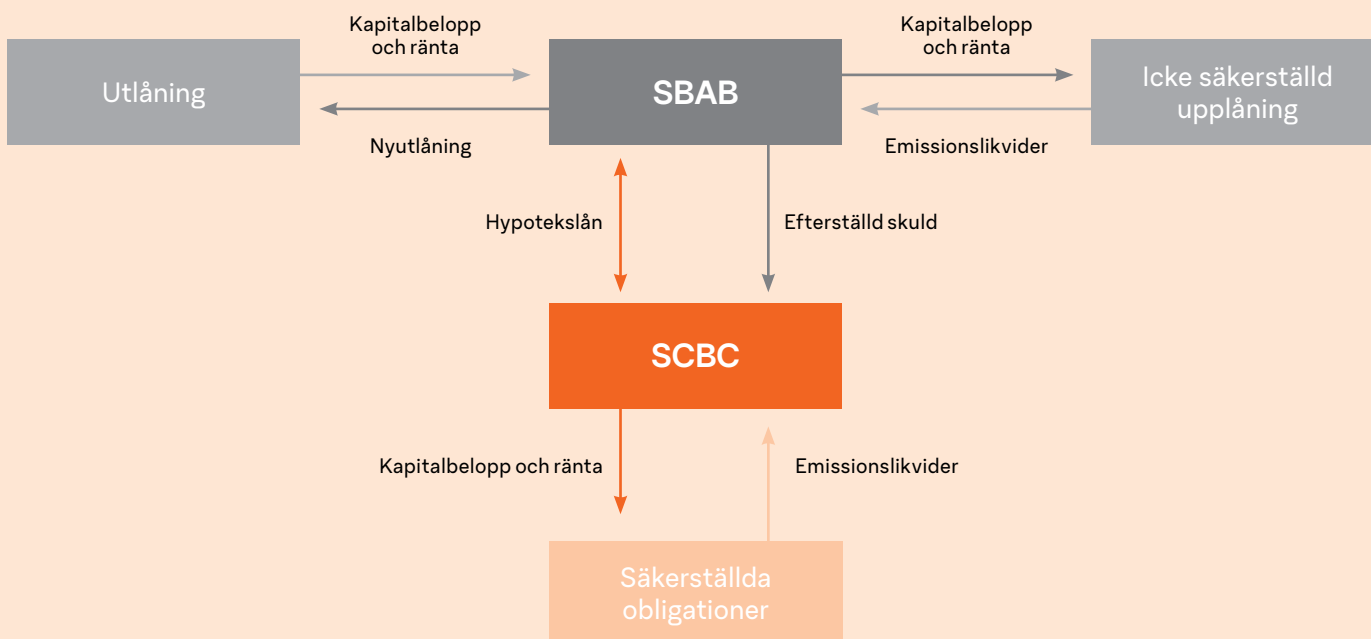 Kapitalbelopp
och ränta
Kapitalbelopp
och ränta
Utlåning
SBAB
Icke säkerställd
upplåning
Nyutlåning
Emissionslikvider
Hypotekslån
Efterställd skuld
SCBC
Kapitalbelopp och ränta
Emissionslikvider
Säkerställda
obligationer